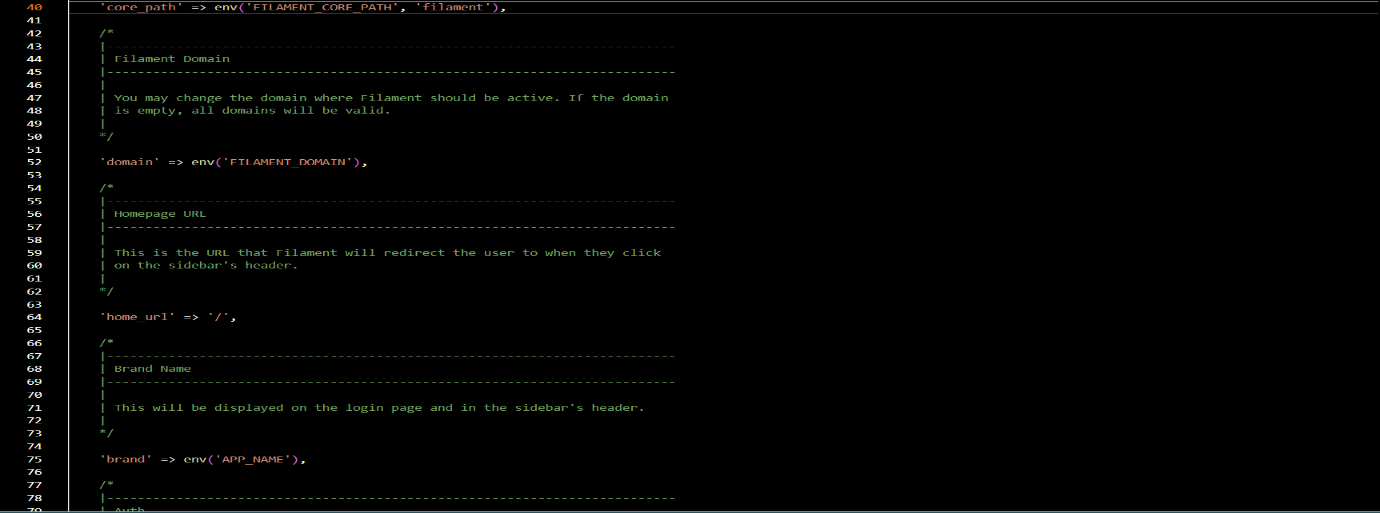 40 'core_path' => env('FILAMENT_CORE_PATH', 'filament'),
41
42 /*
43 |--------------------------------------------------------------------------
44 | Filament Domain
45 |--------------------------------------------------------------------------
46 |
47 | You may change the domain where Filament should be active. If the domain
48 | is empty, all domains will be valid.
49 |
50 */
51
52 'domain' => env('FILAMENT_DOMAIN'),
53
54 /*
55 |--------------------------------------------------------------------------
56 | Homepage URL
57 |--------------------------------------------------------------------------
58 |
59 | This is the URL that Filament will redirect the user to when they click
60 | on the sidebar's header.
61 |
62 */
63
64 'home_url' => '/',
65
66 /*
67 |--------------------------------------------------------------------------
68 | Brand Name
69 |--------------------------------------------------------------------------
70 |
71 | This will be displayed on the login page and in the sidebar's header.
72 |
73 */
74
75 'brand' => env('APP_NAME'),
76
77 /*
78 |--------------------------------------------------------------------------
79 | Auth